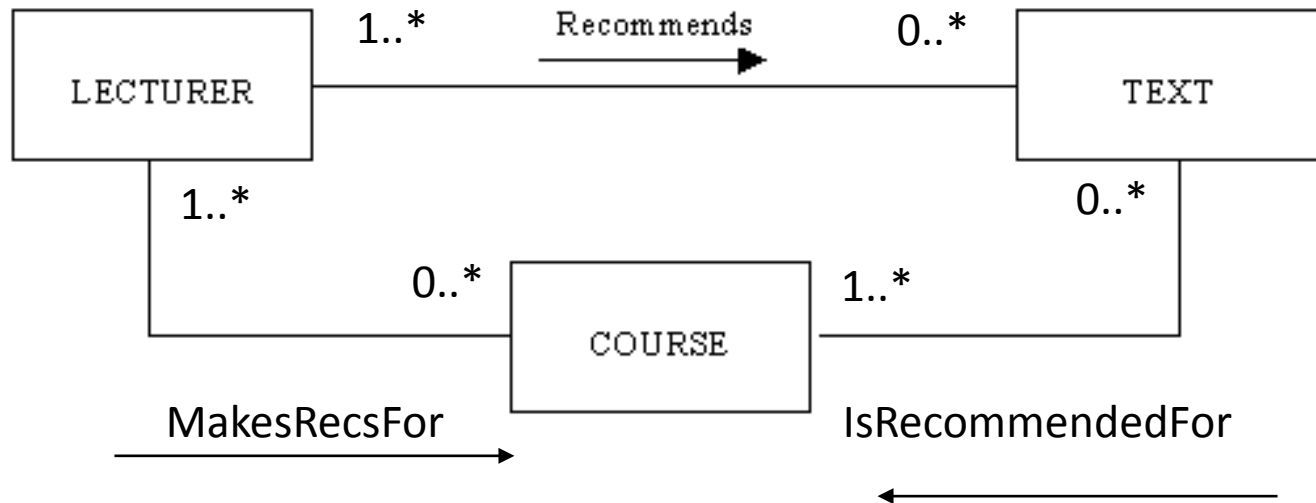 1..*
Recommends
0..*
LECTURER
TEXT
1..*
0..*
0..*
1..*
COURSE
MakesRecsFor
IsRecommendedFor